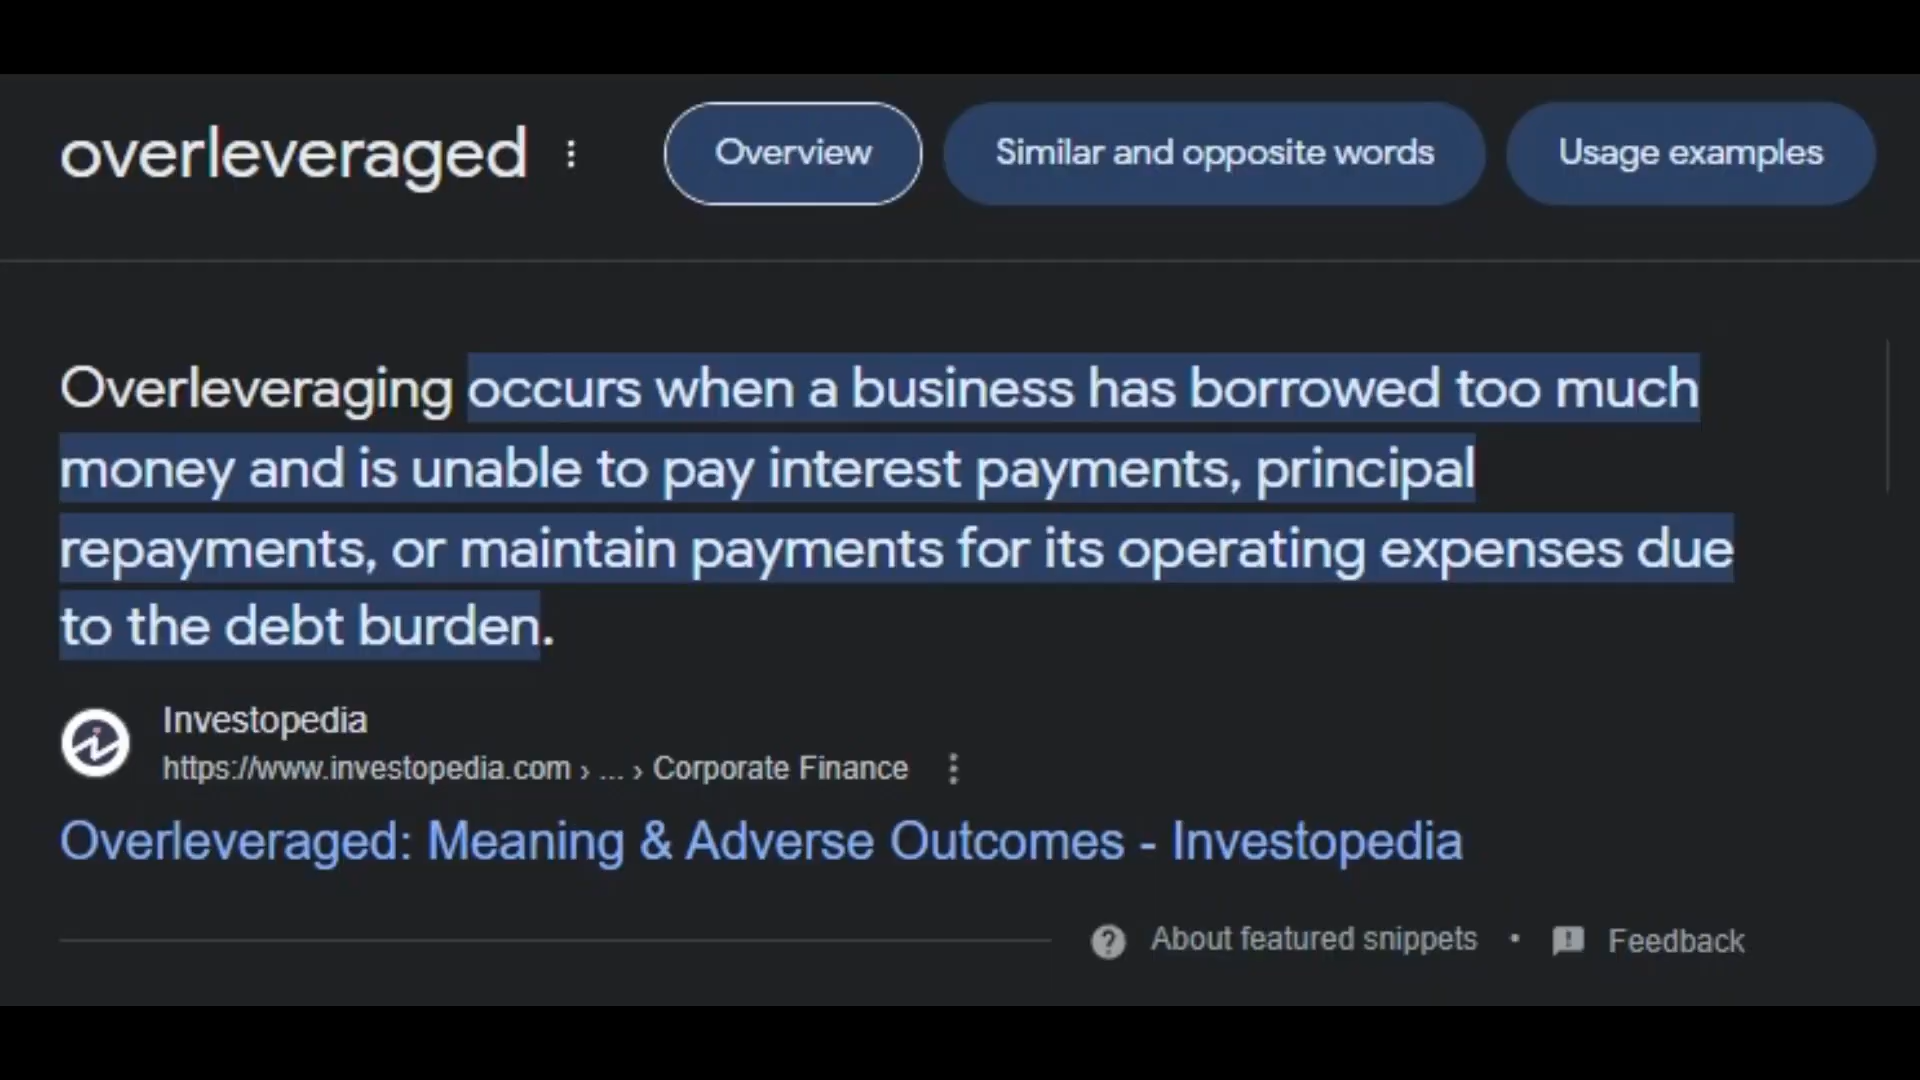 overleveraged
Overview
Similar and opposite words
Usage examples
Overleveraging occurs when a business has borrowed too much
money and is unable to pay interest payments, principal
repayments, or maintain payments for its operating expenses due
to the debt burden.
Investopedia
https://www.investopedia.com › ... › Corporate Finance
Overleveraged: Meaning & Adverse Outcomes - Investopedia
About featured snippets • Feedback